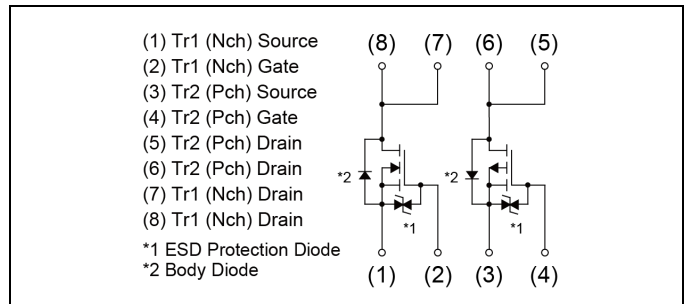 (1) Tr1 (Nch) Source
(2) Tr1 (Nch) Gate
(3) Tr2 (Pch) Source
(4) Tr2 (Pch) Gate
(5) Tr2 (Pch) Drain
(6) Tr2 (Pch) Drain
(7) Tr1 (Nch) Drain
(8) Tr1 (Nch) Drain
*1 ESD Protection Diode
*2 Body Diode
(8) (7) (6) (5)
*2 *2
*1 *1
(1) (2) (3) (4)